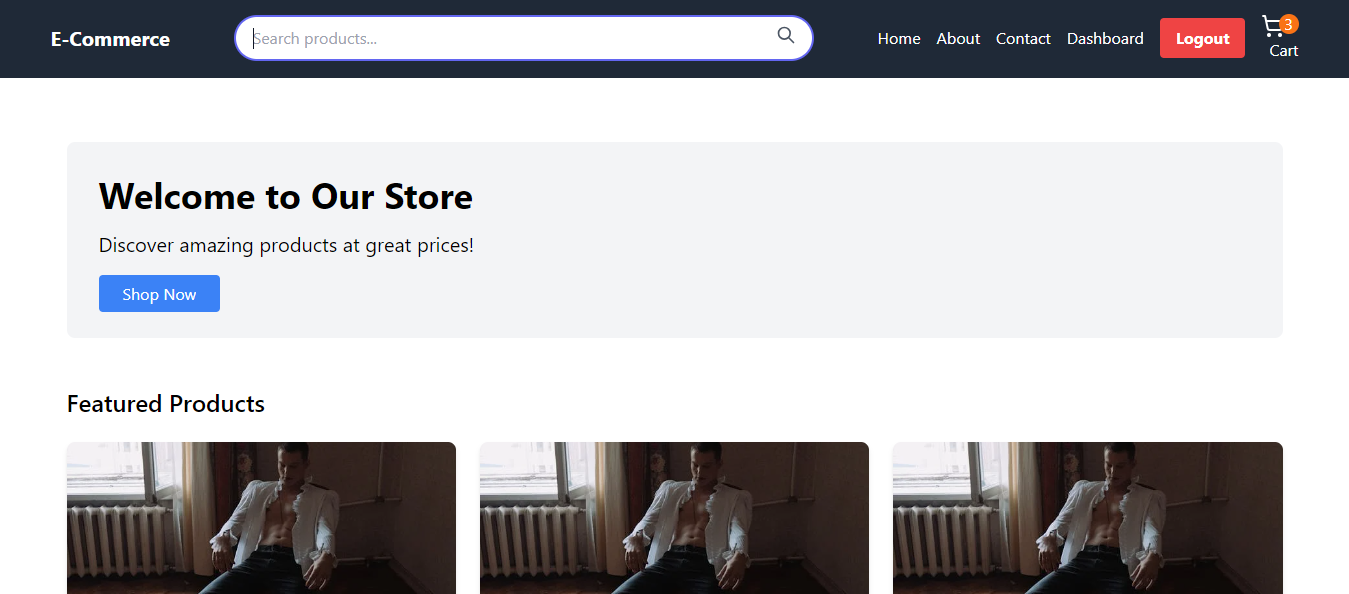 E-Commerce
Search products...
Home
About
Contact
Dashboard
Logout
3
Cart
Welcome to Our Store
Discover amazing products at great prices!
Shop Now
Featured Products